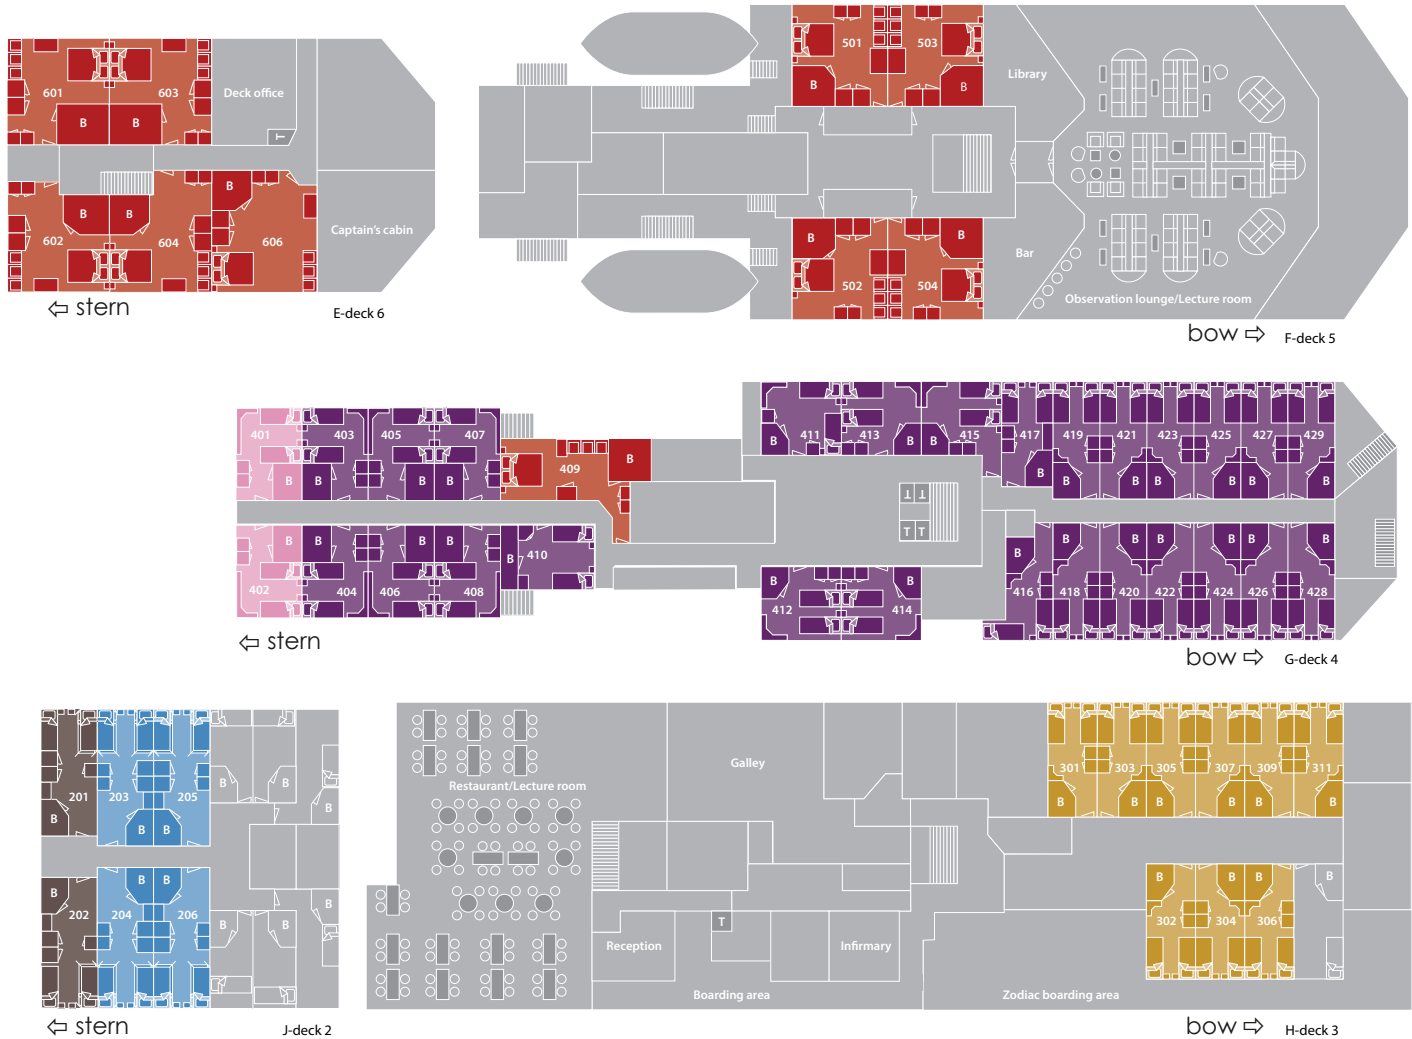 601
603
Deck office
B
B
T
B
B
B
602
604
606
Captain's cabin
⇦ stern
E-deck 6
501
503
B
B
Library
B
B
502
504
Bar
Observation lounge/Lecture room
bow ⇨
F-deck 5
401
403
405
407
B
B
B
B
409
B
411
413
415
417
419
421
423
425
427
429
B
B
B
B
B
B
B
B
B
B
T
T
T
T
B
B
B
B
B
410
402
404
406
408
B
B
412
414
B
B
B
B
B
B
B
416
418
420
422
424
426
428
⇦ stern
bow ⇨
G-deck 4
201
203
205
B
B
B
B
B
B
B
B
B
B
B
B
202
204
206
⇦ stern
J-deck 2
Restaurant/Lecture room
Galley
Reception
T
Infirmary
Boarding area
Zodiac boarding area
301
303
305
307
309
311
B
B
B
B
B
B
B
B
B
B
302
304
306
bow ⇨
H-deck 3